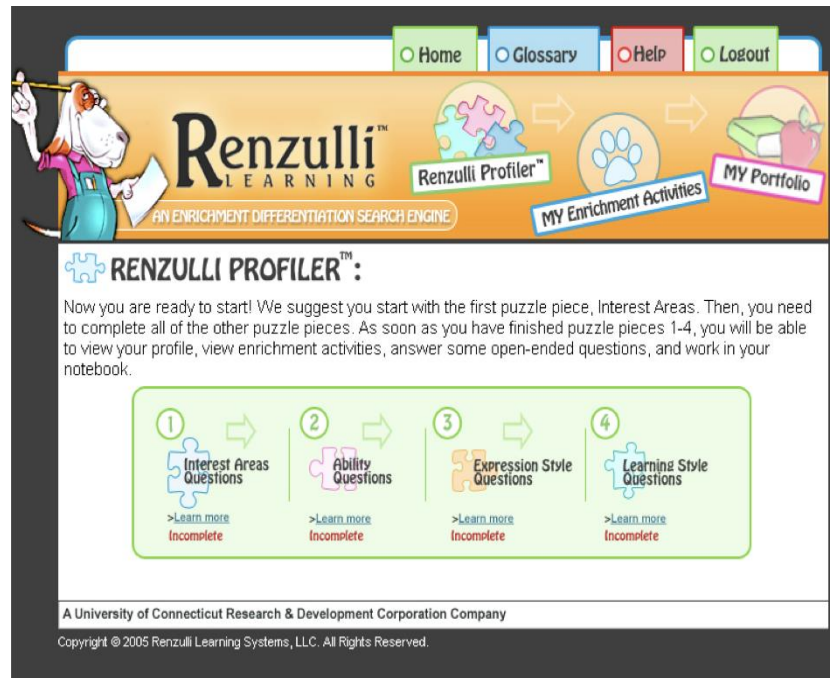 Home
Glossary
Help
Logout
Renzulli™
LEARNING
AN ENRICHMENT DIFFERENTIATION SEARCH ENGINE
Renzulli Profiler™
MY Enrichment Activities
MY Portfolio
RENZULLI PROFILER™:
Now you are ready to start! We suggest you start with the first puzzle piece, Interest Areas. Then, you need
to complete all of the other puzzle pieces. As soon as you have finished puzzle pieces 1-4, you will be able
to view your profile, view enrichment activities, answer some open-ended questions, and work in your
notebook.
1
Interest Areas
Questions
>Learn more
Incomplete
2
Ability
Questions
>Learn more
Incomplete
3
Expression Style
Questions
>Learn more
Incomplete
4
Learning Style
Questions
>Learn more
Incomplete
A University of Connecticut Research & Development Corporation Company
Copyright © 2005 Renzulli Learning Systems, LLC. All Rights Reserved.